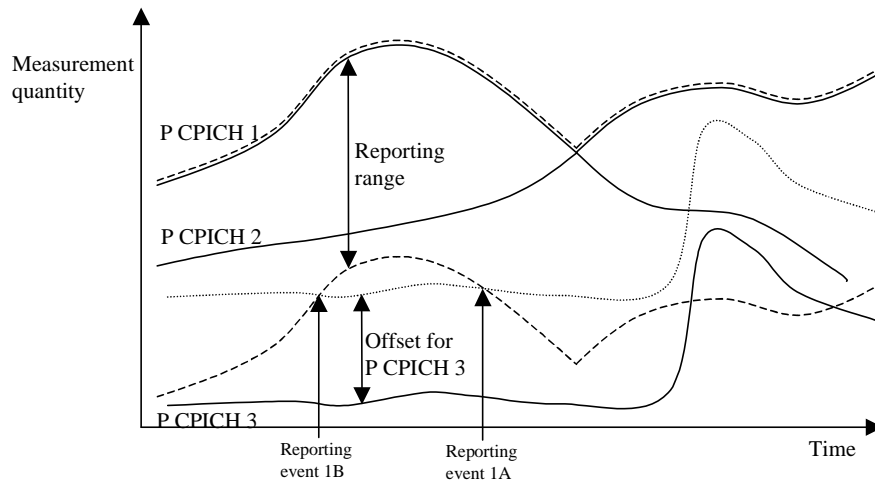 Measurement
quantity
P CPICH 1
Reporting
range
P CPICH 2
Offset for
P CPICH 3
P CPICH 3
Reporting
event 1B
Reporting
event 1A
Time